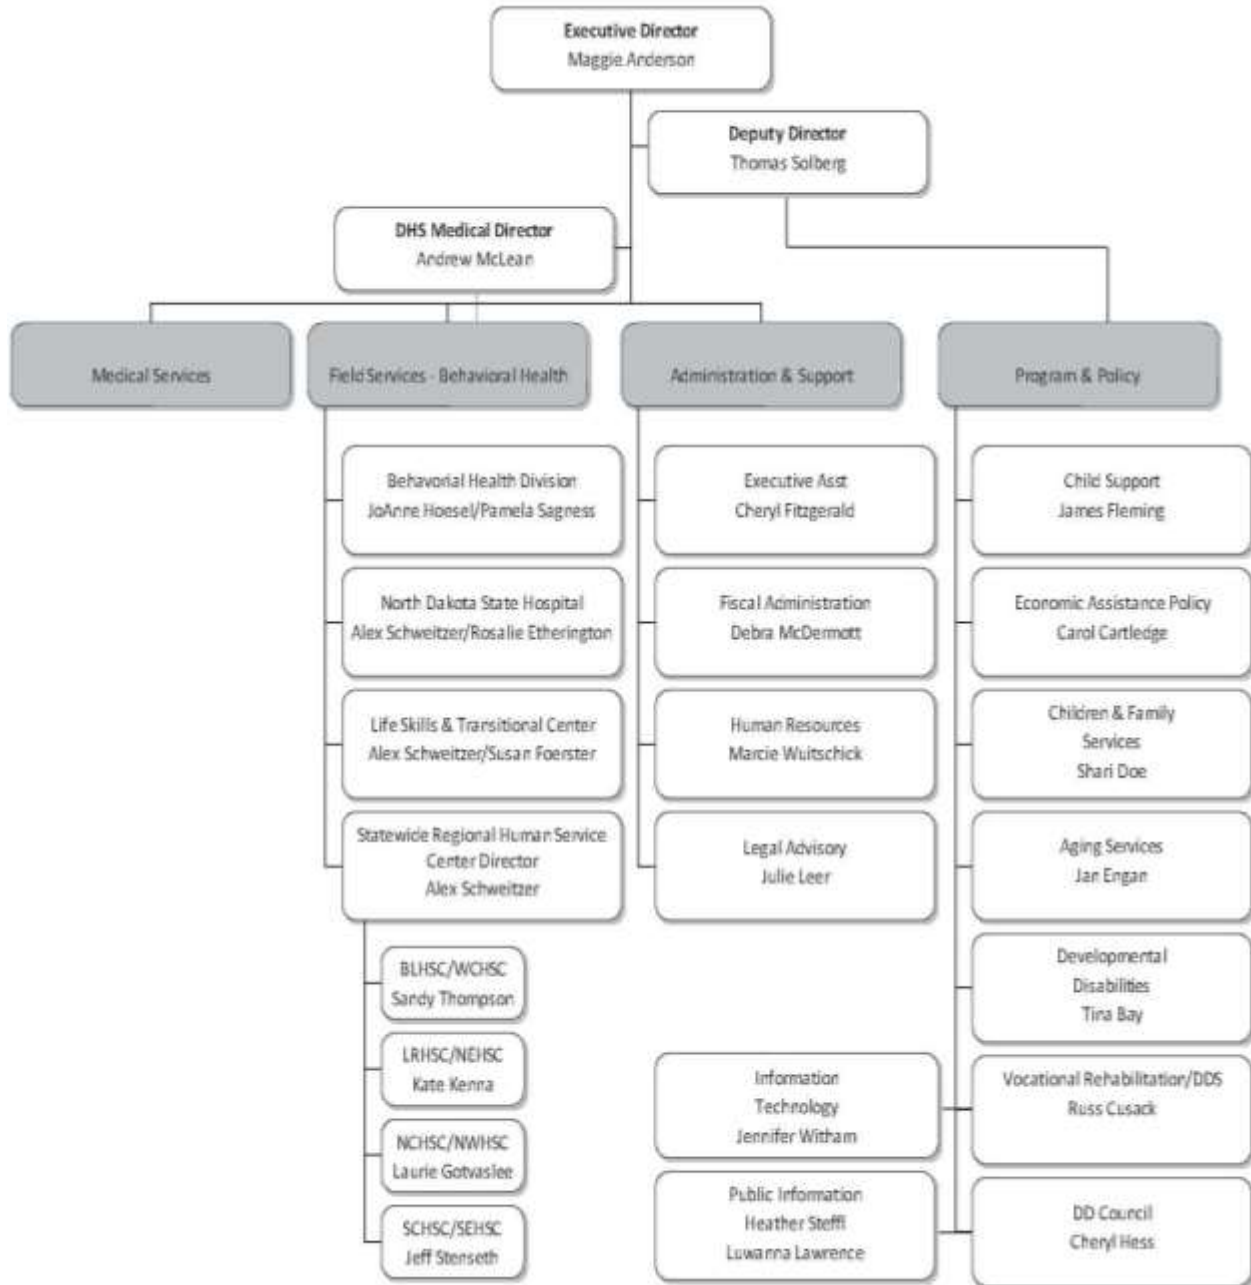 Executive Director
Maggie Anderson
Deputy Director
Thomas Solberg
DHS Medical Director
Andrew McLean
Medical Services
Field Services - Behavioral Health
Administration & Support
Program & Policy
Behavorial Health Division
JoAnne Hoesel/Pamela Sagness
North Dakota State Hospital
Alex Schweitzer/Rosalie Etherington
Life Skills & Transitional Center
Alex Schweitzer/Susan Foerster
Statewide Regional Human Service
Center Director
Alex Schweitzer
BLHSC/WCHSC
Sandy Thompson
LRHSC/NEHSC
Kate Kenna
NCHSC/NWHSC
Laurie Gotvaslee
SCHSC/SEHSC
Jeff Stenseth
Executive Asst
Cheryl Fitzgerald
Fiscal Administration
Debra McDermott
Human Resources
Marcie Wuitschick
Legal Advisory
Julie Leer
Information
Technology
Jennifer Witham
Public Information
Heather Steffl
Luwanna Lawrence
Child Support
James Fleming
Economic Assistance Policy
Carol Cartledge
Children & Family
Services
Shari Doe
Aging Services
Jan Engan
Developmental
Disabilities
Tina Bay
Vocational Rehabilitation/DDS
Russ Cusack
DD Council
Cheryl Hess